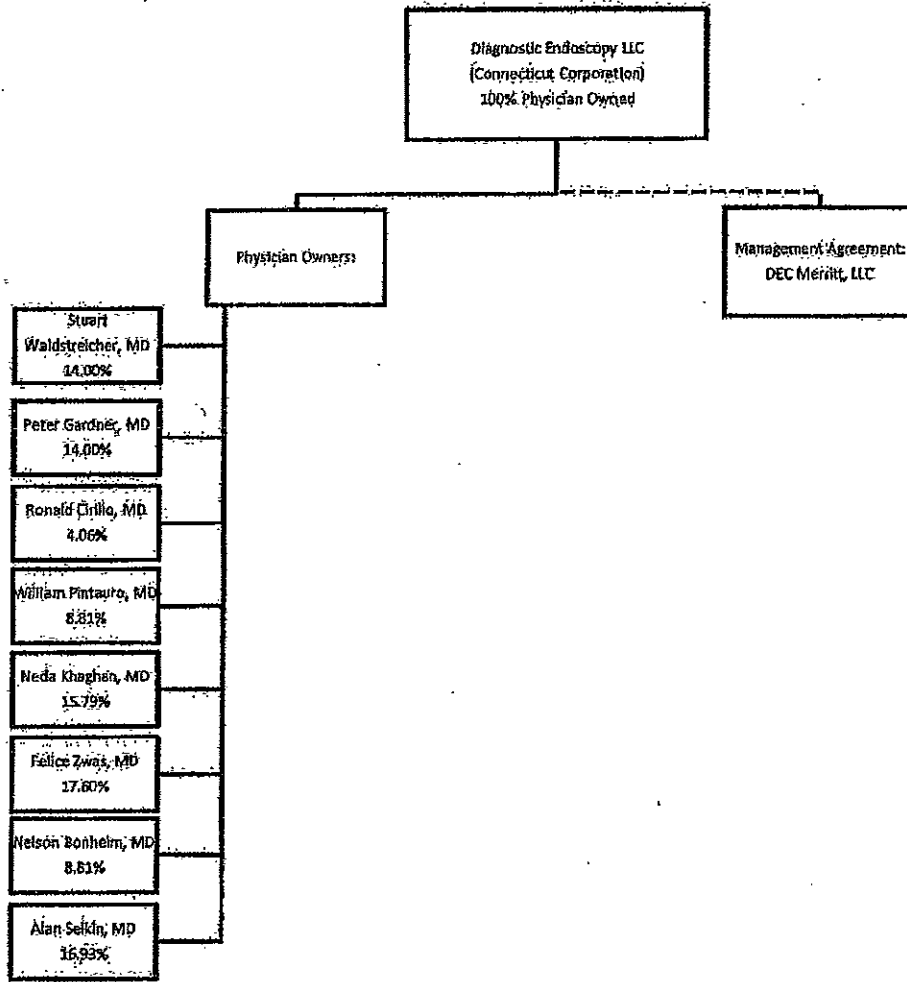 Diagnostic Endoscopy LLC
(Connecticut Corporation)
100% Physician Owned
Physician Owners:
Management Agreement:
DEC Merritt, LLC
Stuart
Waldstreicher, MD
14.00%
Peter Gardner, MD
14.00%
Ronald Cirillo, MD
4.06%
William Pintauro, MD
8.81%
Neda Khaghan, MD
15.79%
Felice Zwas, MD
17.60%
Nelson Bonheim, MD
8.81%
Alan Selkin, MD
16.93%